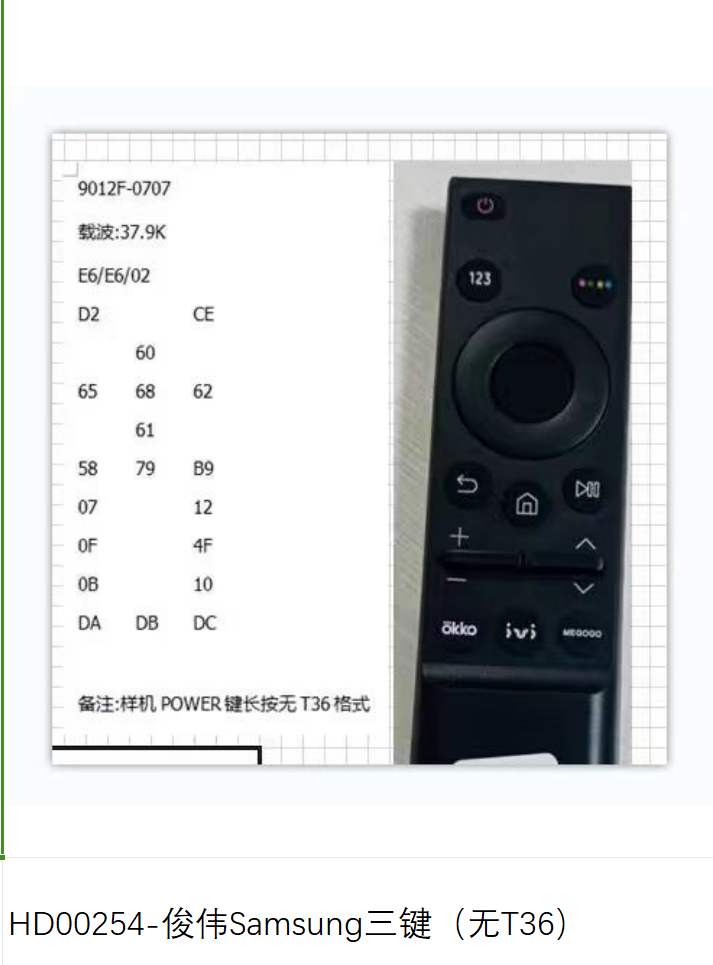 9012F-0707
载波:37.9K
E6/E6/02
D2 CE
60
65 68 62
61
58 79 B9
07 12
0F 4F
0B 10
DA DB DC
备注:样机 POWER 键长按无 T36 格式
123
ōkko ivi MEGOGO
HD00254-俊伟Samsung三键（无T36）